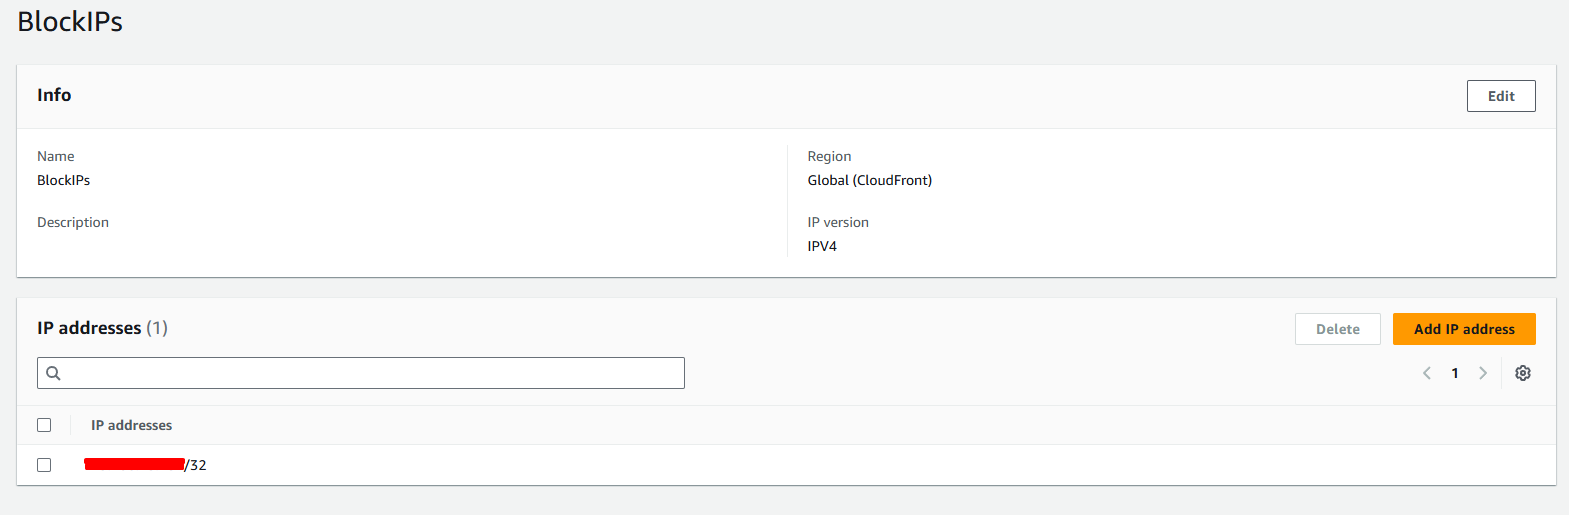 BlockIPs
Info
Edit
Name
BlockIPs
Region
Global (CloudFront)
Description
IP version
IPV4
IP addresses (1)
Delete
Add IP address
1
IP addresses
/32